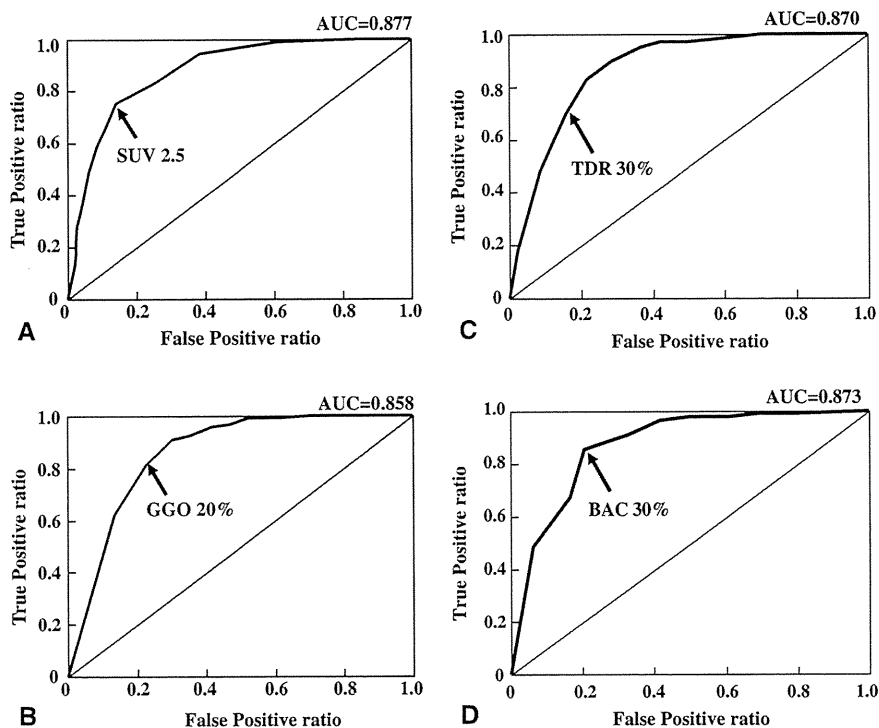 AUC=0.877
1.0
0.8
0.6
0.4
0.2
0
True Positive ratio
SUV 2.5
0 0.2 0.4 0.6 0.8 1.0
False Positive ratio
A
AUC=0.870
1.0
0.8
0.6
0.4
0.2
0
True Positive ratio
TDR 30%
0 0.2 0.4 0.6 0.8 1.0
False Positive ratio
C
AUC=0.858
1.0
0.8
0.6
0.4
0.2
0
True Positive ratio
GGO 20%
0 0.2 0.4 0.6 0.8 1.0
False Positive ratio
B
AUC=0.873
1.0
0.8
0.6
0.4
0.2
0
True Positive ratio
BAC 30%
0 0.2 0.4 0.6 0.8 1.0
False Positive ratio
D